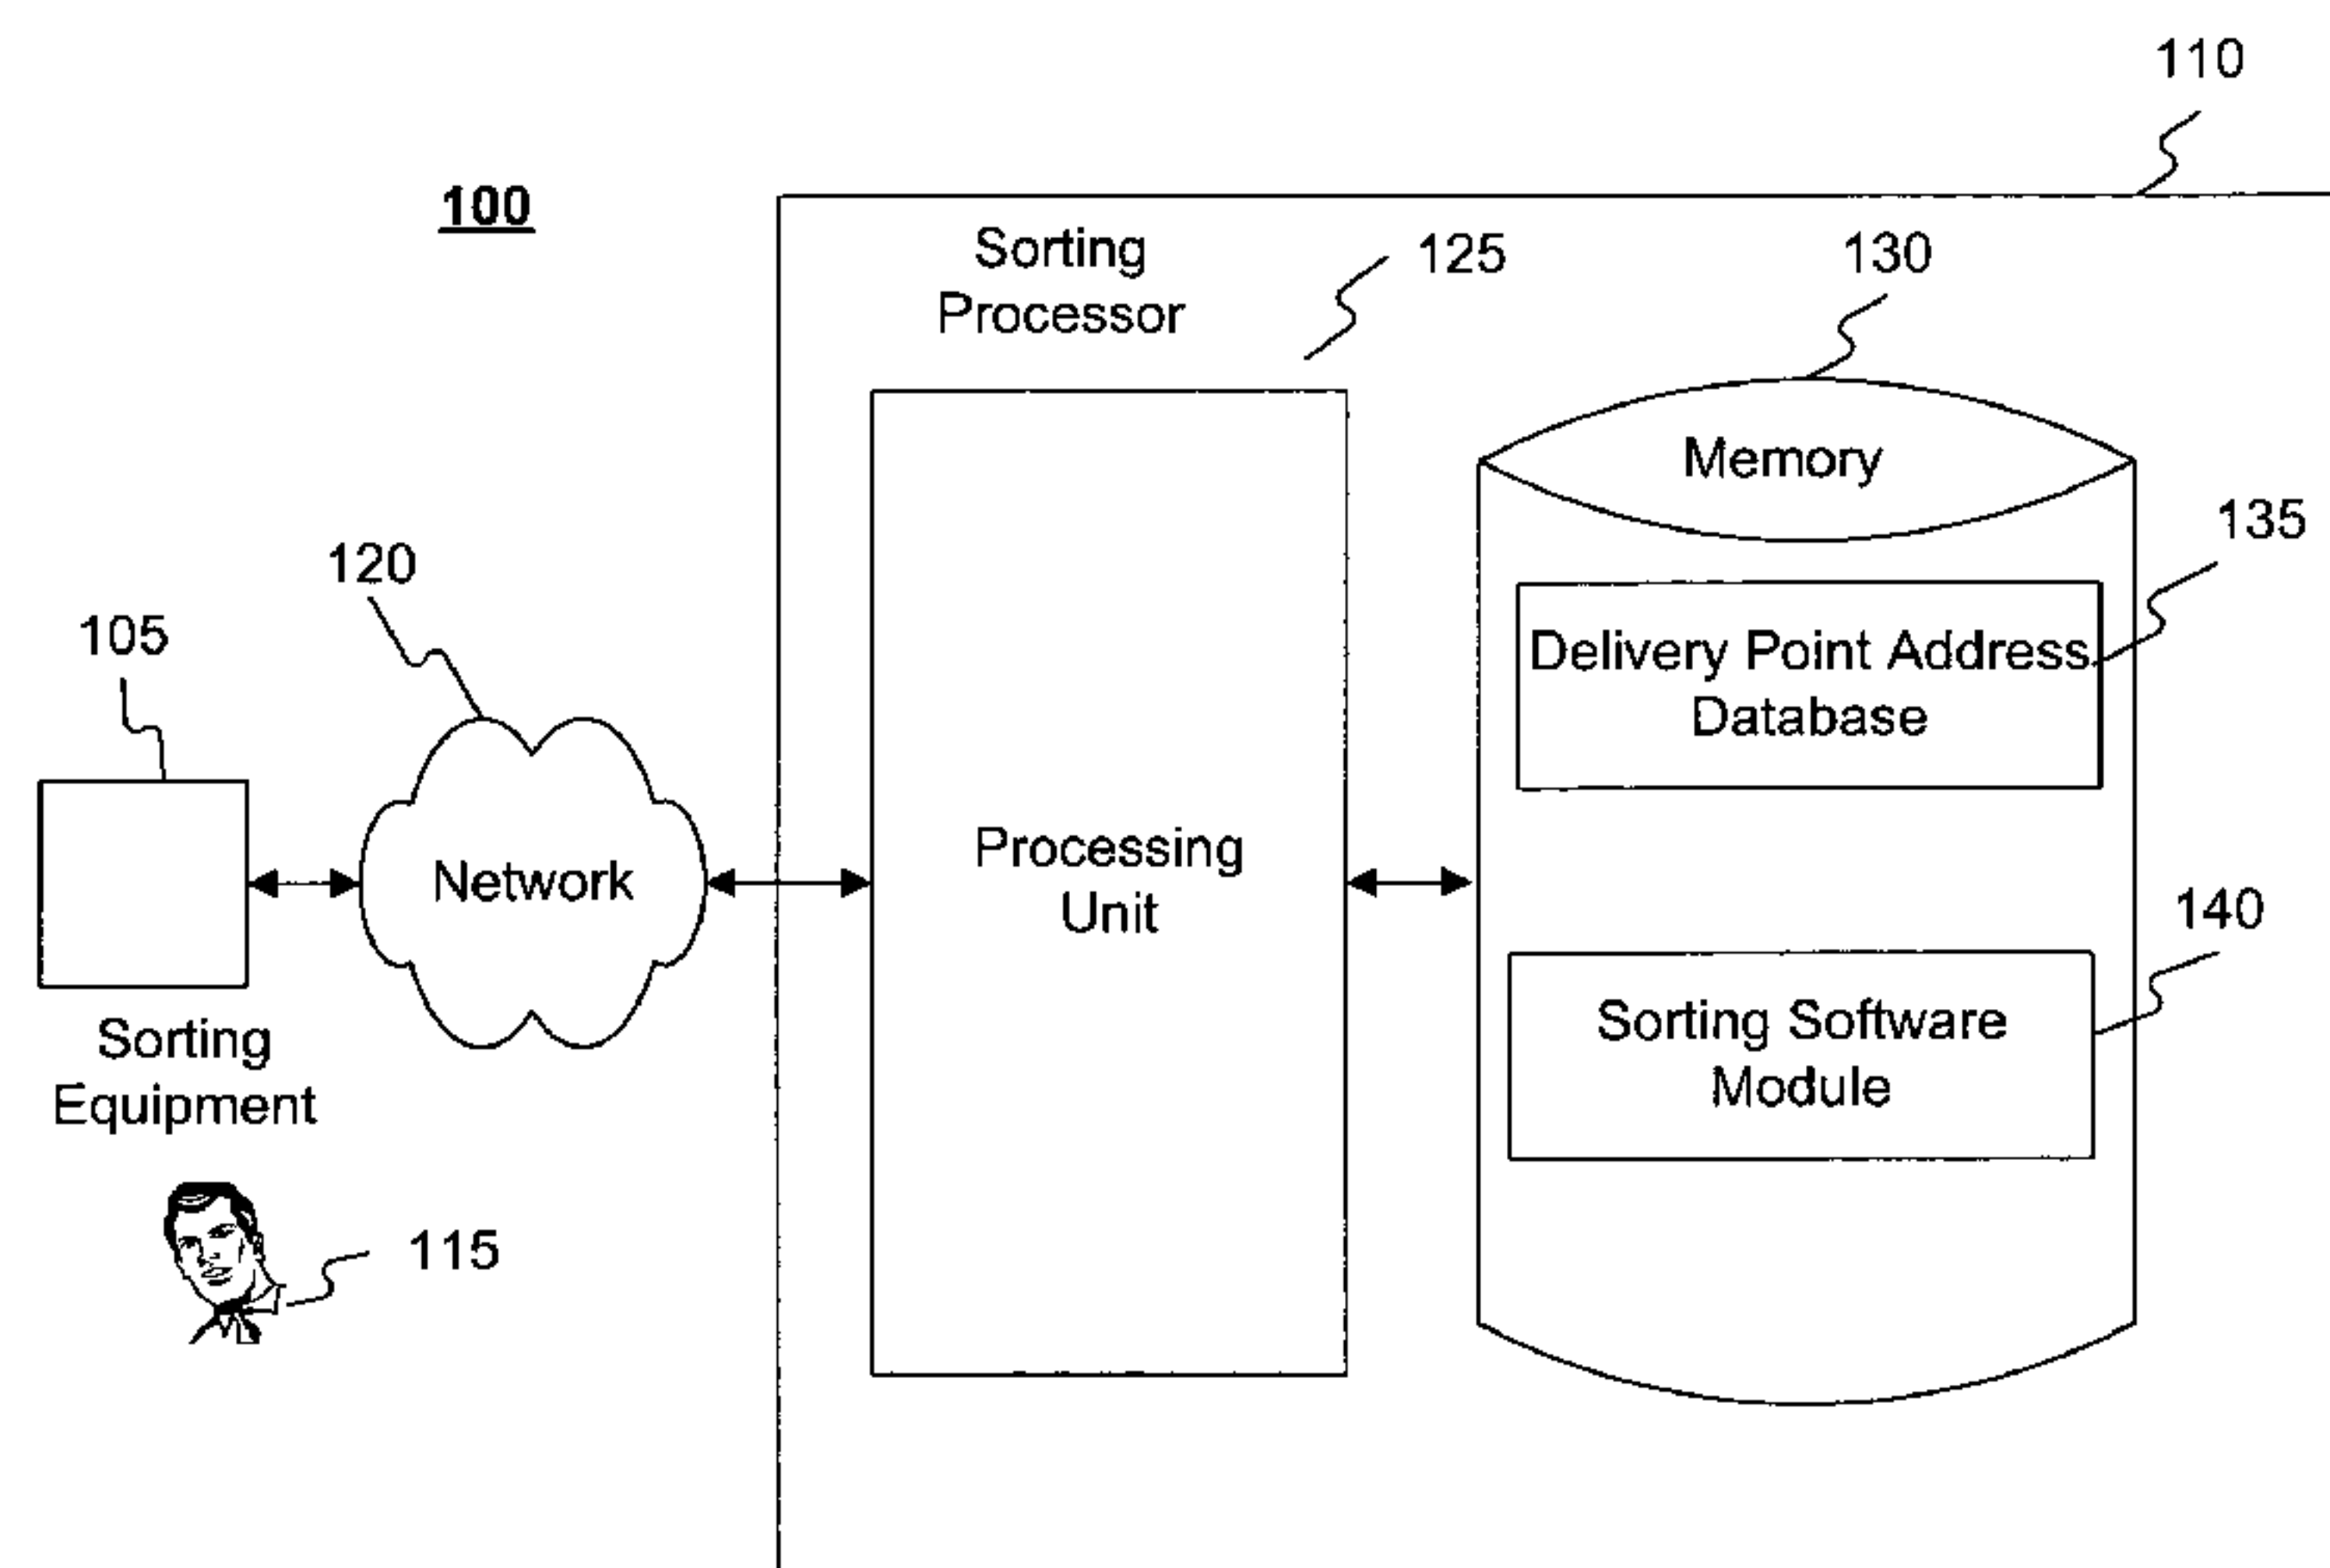 110
100
Sorting
Processor
125
130
Memory
135
120
Delivery Point Address
Database
105
Processing
Unit
Network
140
Sorting Software
Module
Sorting
Equipment
115